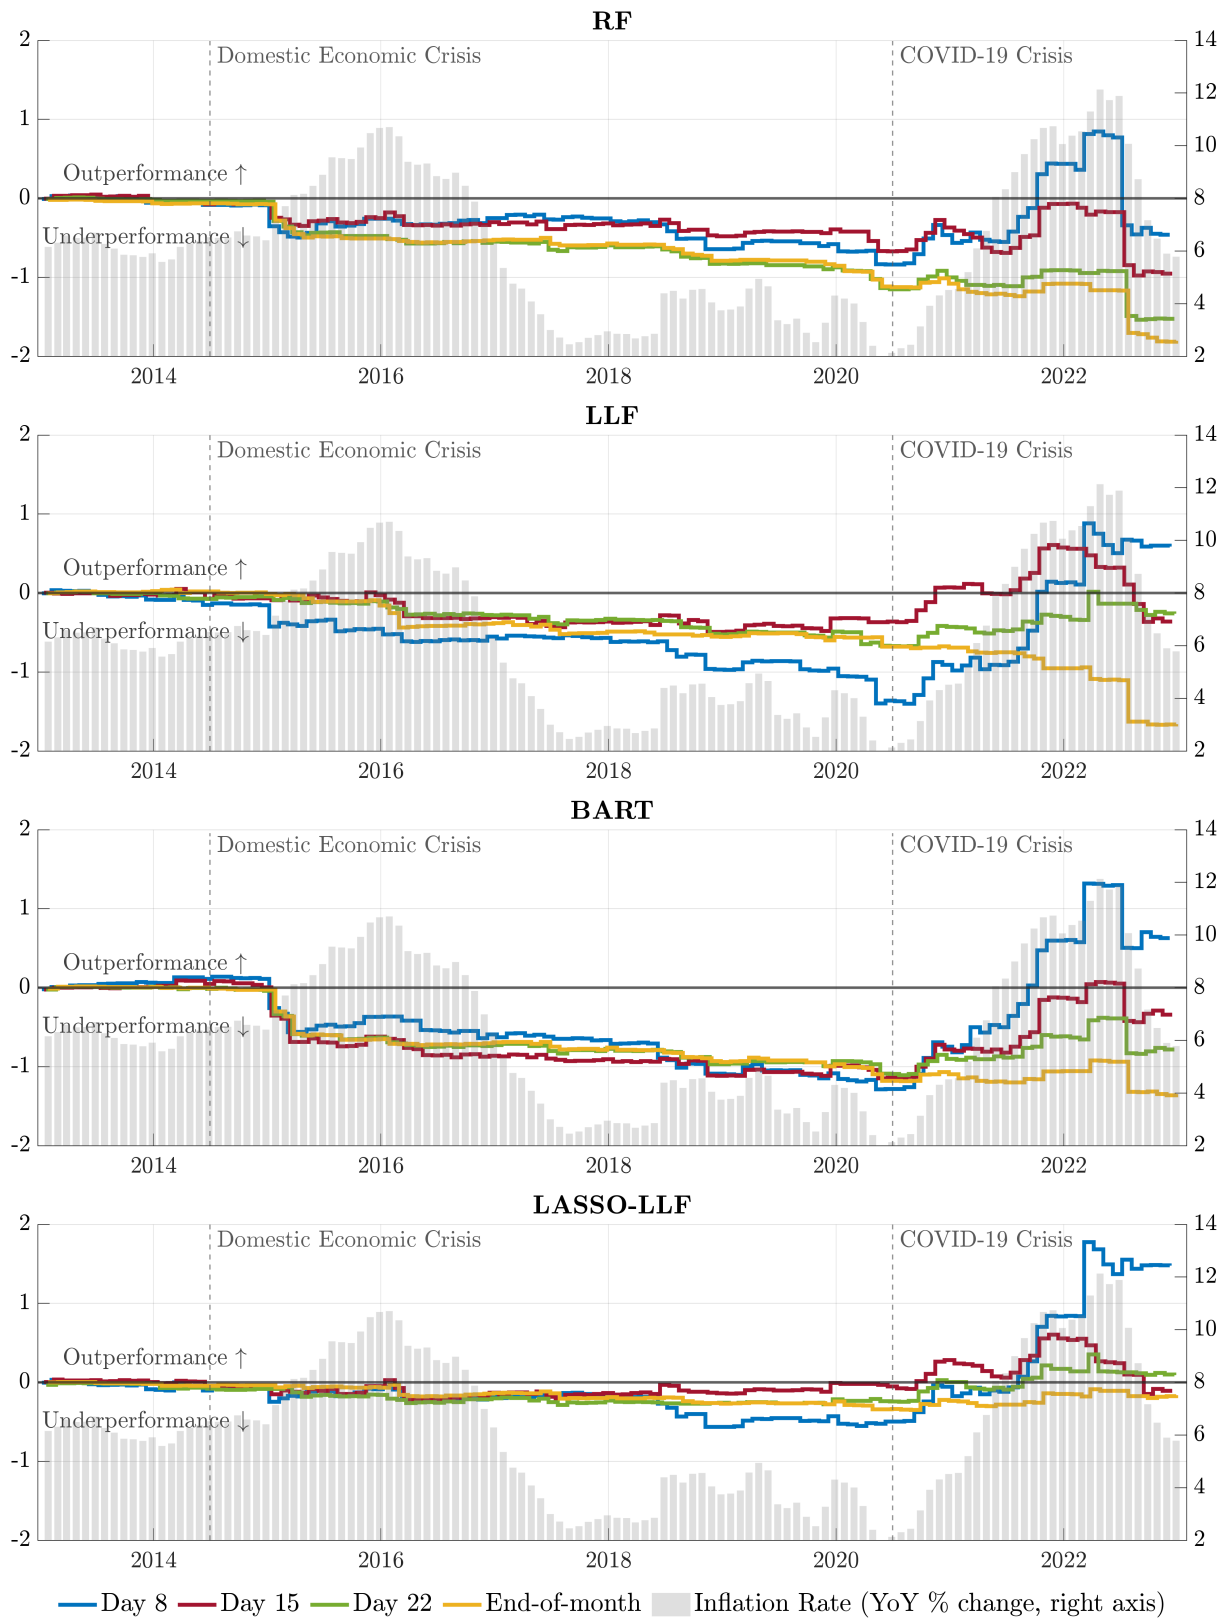 RF
2 14
Domestic Economic Crisis COVID-19 Crisis
12
1
10
Outperformance ↑
0 8
Underperformance ↓
6
-1
4
-2 2
2014 2016 2018 2020 2022
LLF
2 14
Domestic Economic Crisis COVID-19 Crisis
12
1
10
Outperformance ↑
0 8
Underperformance ↓
6
-1
4
-2 2
2014 2016 2018 2020 2022
BART
2 14
Domestic Economic Crisis COVID-19 Crisis
12
1
10
Outperformance ↑
0 8
Underperformance ↓
6
-1
4
-2 2
2014 2016 2018 2020 2022
LASSO-LLF
2 14
Domestic Economic Crisis COVID-19 Crisis
12
1
10
Outperformance ↑
0 8
Underperformance ↓
6
-1
4
-2 2
2014 2016 2018 2020 2022
Day 8 Day 15 Day 22 End-of-month Inflation Rate (YoY % change, right axis)